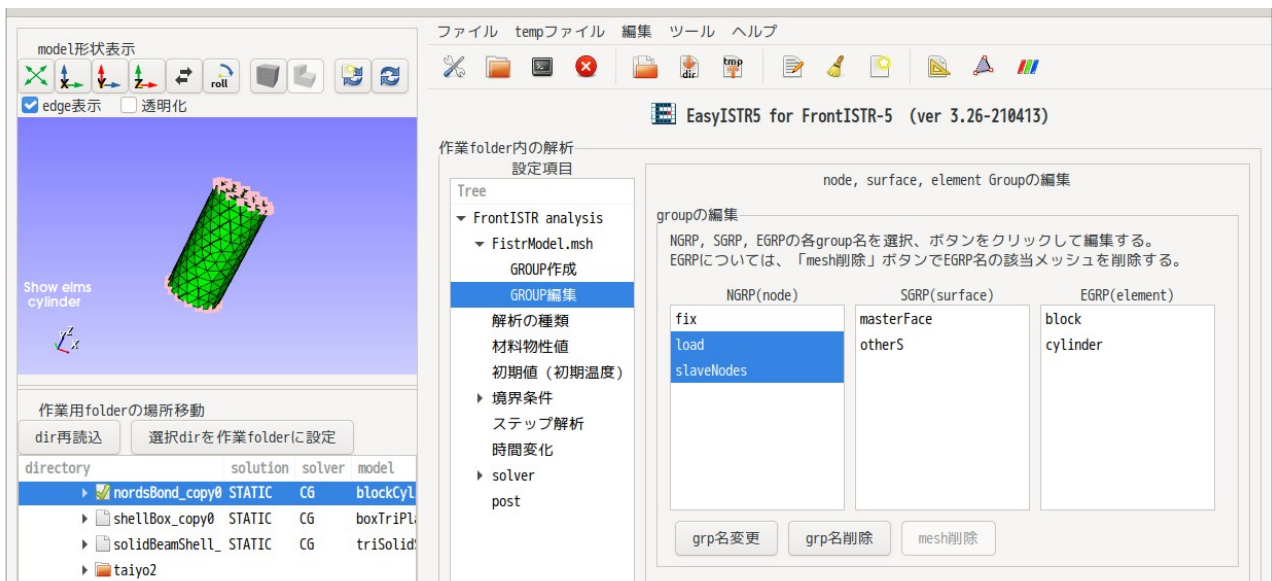 model形状表示
X
Y
Z
roll
edge表示
透明化
Show elms
cylinder
y z
x
作業用folderの場所移動
dir再読込
選択dirを作業folderに設定
directory solution solver model
nordsBond_copy0 STATIC CG blockCyl
shellBox_copy0 STATIC CG boxTriPl
solidBeamShell_ STATIC CG triSolid
taiyo2
ファイル tempファイル 編集 ツール ヘルプ
dir
tmp
EasyISTR5 for FrontISTR-5 (ver 3.26-210413)
作業folder内の解析
設定項目
Tree
FrontISTR analysis
FistrModel.msh
GROUP作成
GROUP編集
解析の種類
材料物性値
初期値（初期温度）
境界条件
ステップ解析
時間変化
solver
post
node, surface, element Groupの編集
groupの編集
NGRP, SGRP, EGRPの各group名を選択、ボタンをクリックして編集する。
EGRPについては、「mesh削除」ボタンでEGRP名の該当メッシュを削除する。
NGRP(node) SGRP(surface) EGRP(element)
fix masterFace block
load otherS cylinder
slaveNodes
grp名変更 grp名削除 mesh削除